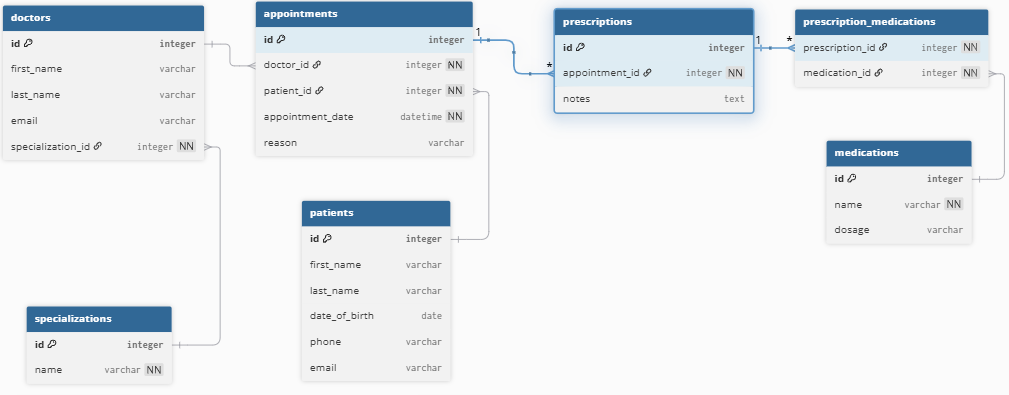 doctors
id integer
first_name varchar
last_name varchar
email varchar
specialization_id integer NN
appointments
id integer
doctor_id integer NN
patient_id integer NN
appointment_date datetime NN
reason varchar
1
*
prescriptions
id integer
appointment_id integer NN
notes text
1
*
prescription_medications
prescription_id integer NN
medication_id integer NN
medications
id integer
name varchar NN
dosage varchar
patients
id integer
first_name varchar
last_name varchar
date_of_birth date
phone varchar
email varchar
specializations
id integer
name varchar NN